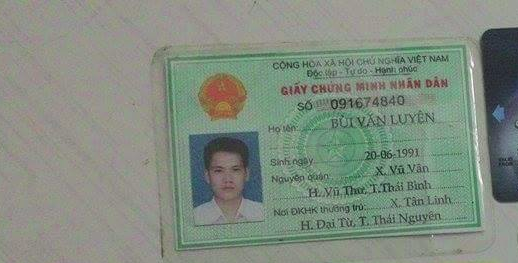 CỘNG HÒA XÃ HỘI CHỦ NGHĨA VIỆT NAM
Độc lập - Tự do - Hạnh phúc
GIẤY CHỨNG MINH NHÂN DÂN
SỐ 091674840
Họ tên: BÙI VĂN LUYỆN
Sinh ngày 20-06-1991
Nguyên quán: X. Vũ Vân
H. Vũ Thư, T.Thái Bình
Nơi ĐKHK thường trú: X. Tân Linh
H. Đại Từ, T. Thái Nguyên